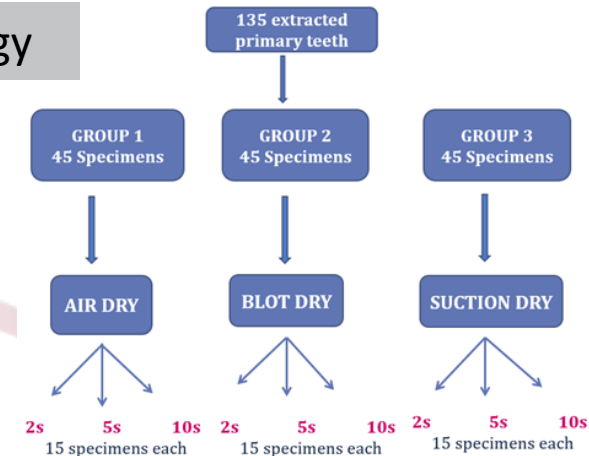 gy
135 extracted
primary teeth
GROUP 1
45 Specimens
GROUP 2
45 Specimens
GROUP 3
45 Specimens
AIR DRY
BLOT DRY
SUCTION DRY
2s 5s 10s
15 specimens each
2s 5s 10s
15 specimens each
2s 5s 10s
15 specimens each